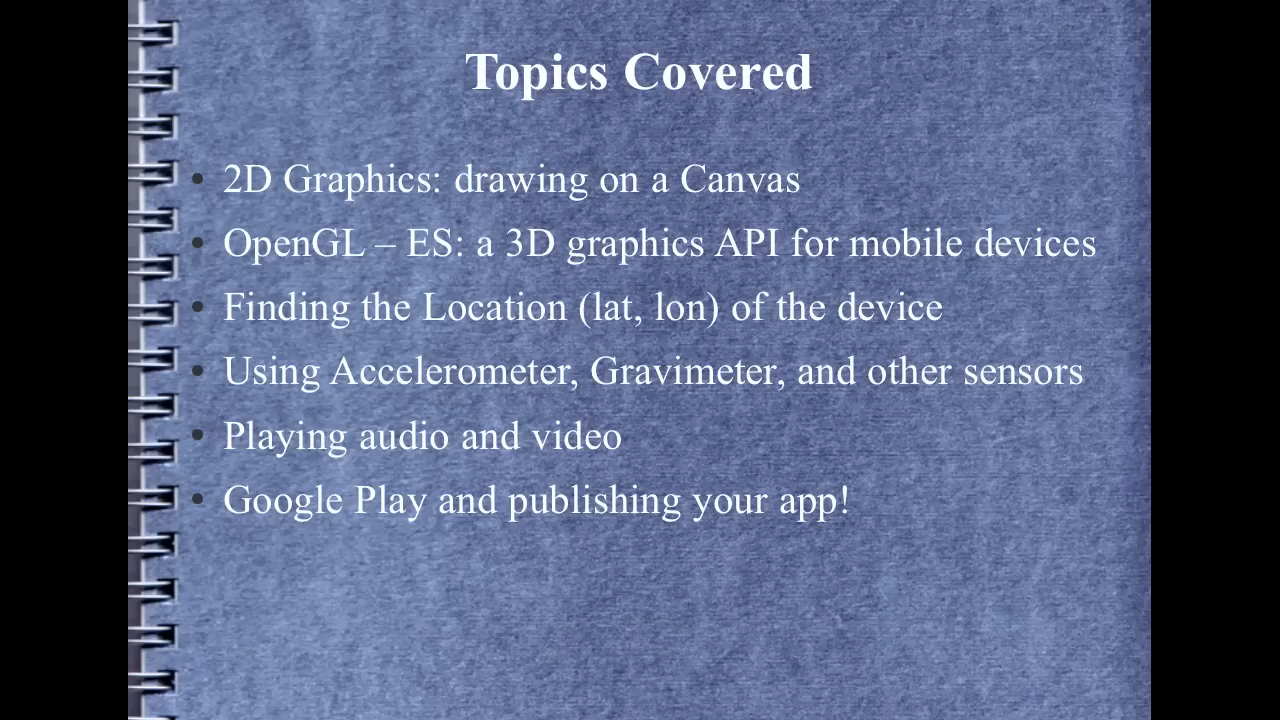 Topics Covered
• 2D Graphics: drawing on a Canvas
• OpenGL – ES: a 3D graphics API for mobile devices
• Finding the Location (lat, lon) of the device
• Using Accelerometer, Gravimeter, and other sensors
• Playing audio and video
• Google Play and publishing your app!